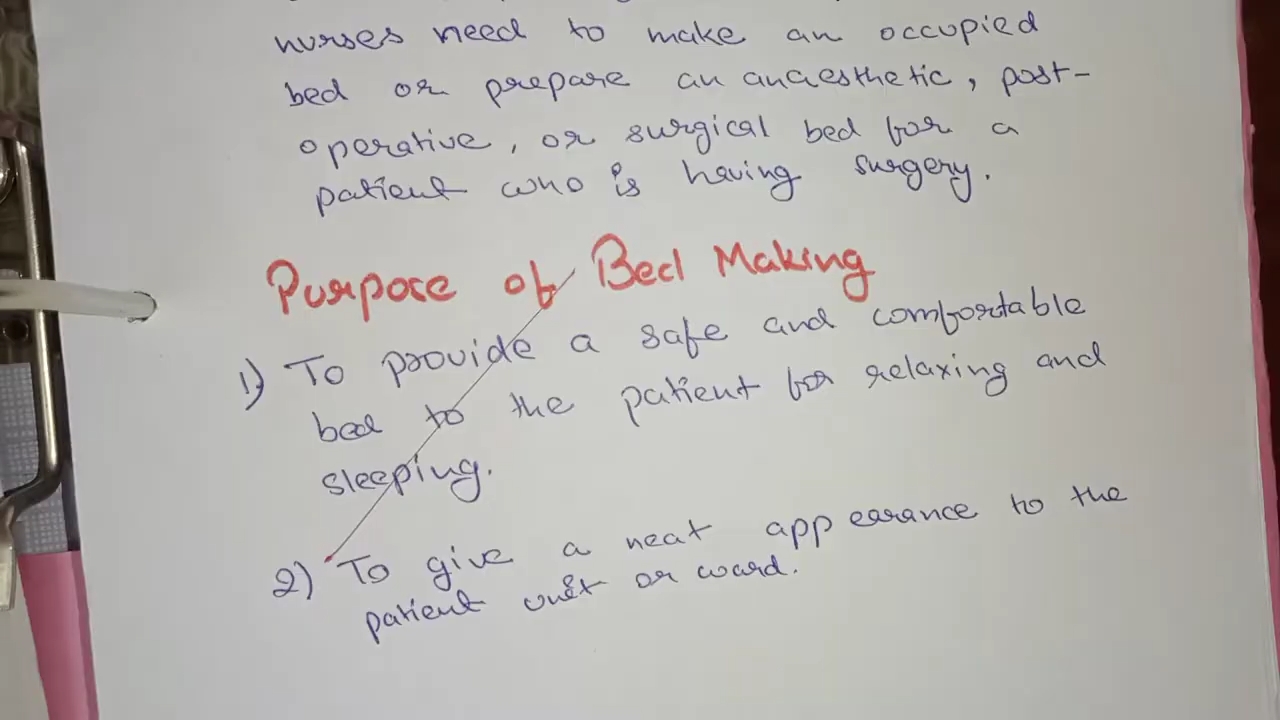 nurses need to make an occupied
bed or prepare an anaesthetic, post-
operative, or surgical bed for a
patient who is having surgery.
Purpose of Bed Making
1) To provide a safe and comfortable
bed to the patient for relaxing and
sleeping.
2) To give a neat appearance to the
patient unit or ward.